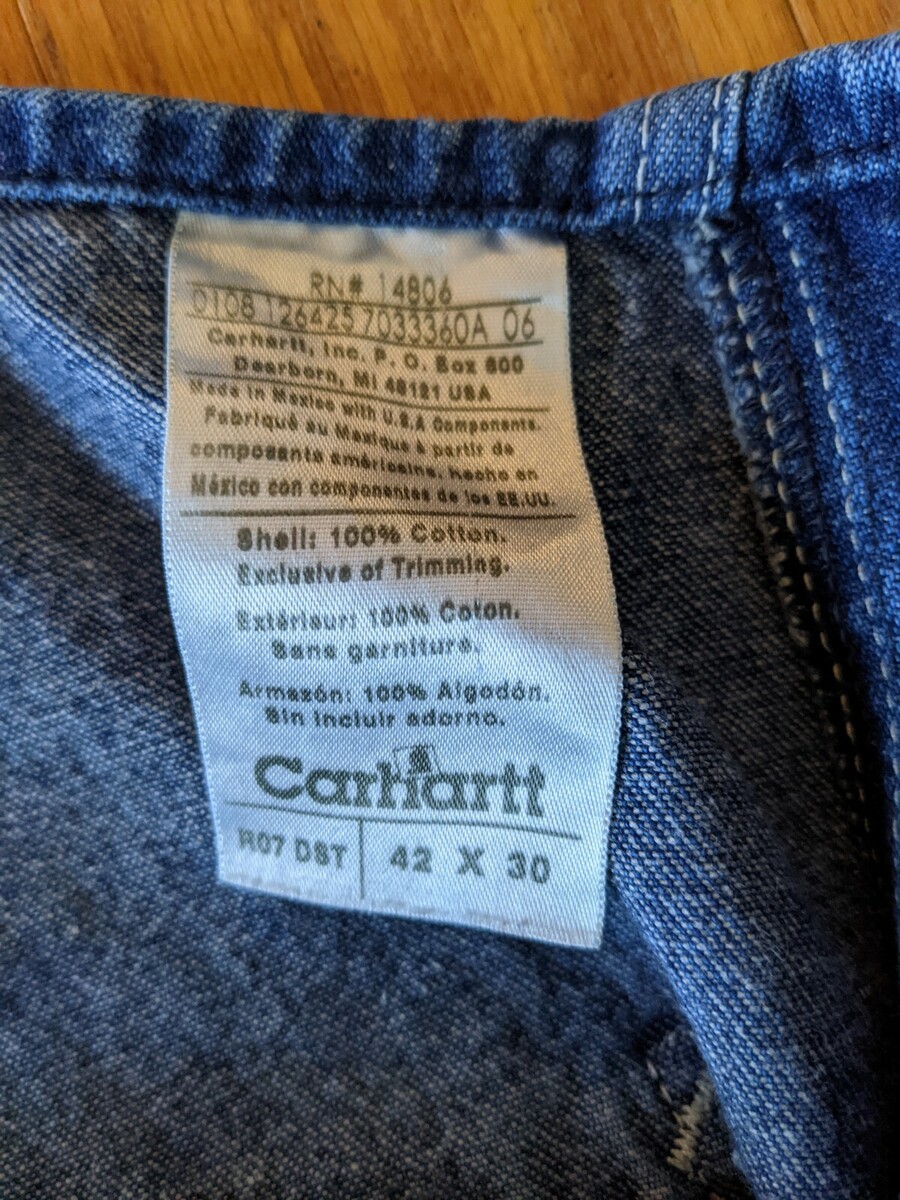 RN# 14806
0108 126425 7033360A 06
Carhartt, Inc. P. O. Box 600
Dearborn, MI 48121 USA
Made in Mexico with U.S.A Components.
Fabriqué au Mexique à partir de
composants américains. hecho en
México con componentes de los EE.UU.
Shell: 100% Cotton.
Exclusive of Trimming.
Extérieur: 100% Coton.
Sans garniture.
Armazón: 100% Algodón.
Sin incluir adorno.
Carhartt
R07 DST 42 X 30